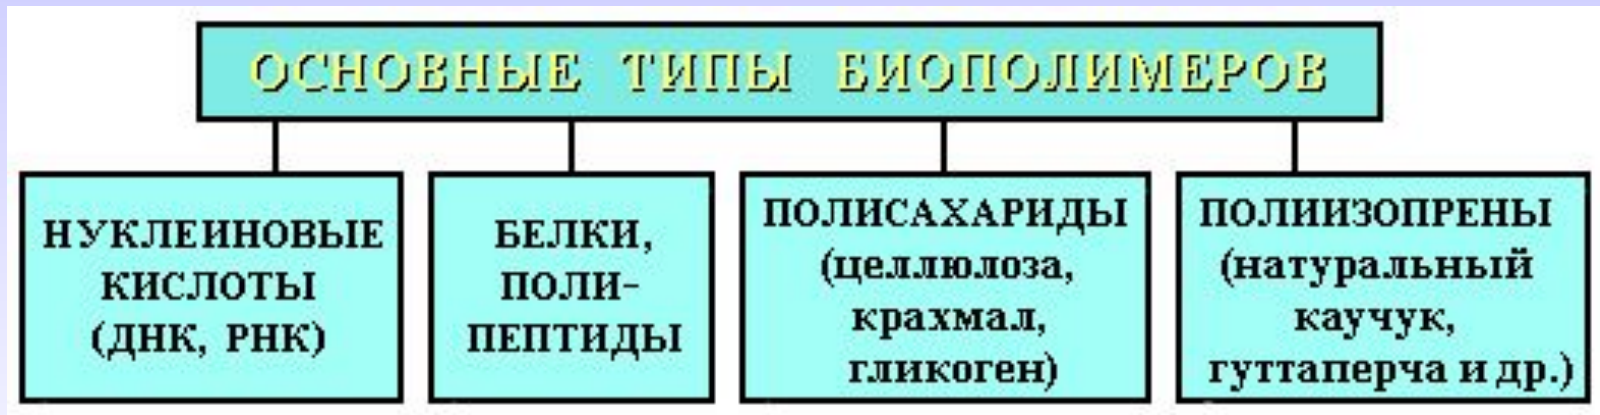 ОСНОВНЫЕ ТИПЫ БИОПОЛИМЕРОВ
НУКЛЕИНОВЫЕ
КИСЛОТЫ
(ДНК, РНК)
БЕЛКИ,
ПОЛИ-
ПЕПТИДЫ
ПОЛИСАХАРИДЫ
(целлюлоза,
крахмал,
гликоген)
ПОЛИИЗОПРЕНЫ
(натуральный
каучук,
гуттаперча и др.)